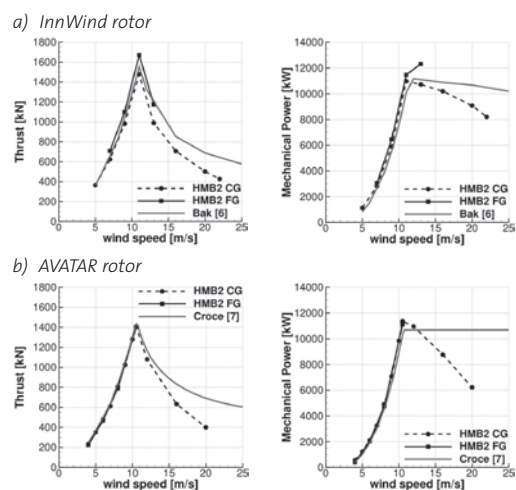 a) InnWind rotor
1800
1600
1400
1200
1000
800
600
400
200
0
Thrust [kN]
0 5 10 15 20 25
wind speed [m/s]
HMB2 CG
HMB2 FG
Bak [6]
14000
12000
10000
8000
6000
4000
2000
0
Mechanical Power [kW]
0 5 10 15 20 25
wind speed [m/s]
HMB2 CG
HMB2 FG
Bak [6]
b) AVATAR rotor
1800
1600
1400
1200
1000
800
600
400
200
0
Thrust [kN]
0 5 10 15 20 25
wind speed [m/s]
HMB2 CG
HMB2 FG
Croce [7]
14000
12000
10000
8000
6000
4000
2000
0
Mechanical Power [kW]
0 5 10 15 20 25
wind speed [m/s]
HMB2 CG
HMB2 FG
Croce [7]